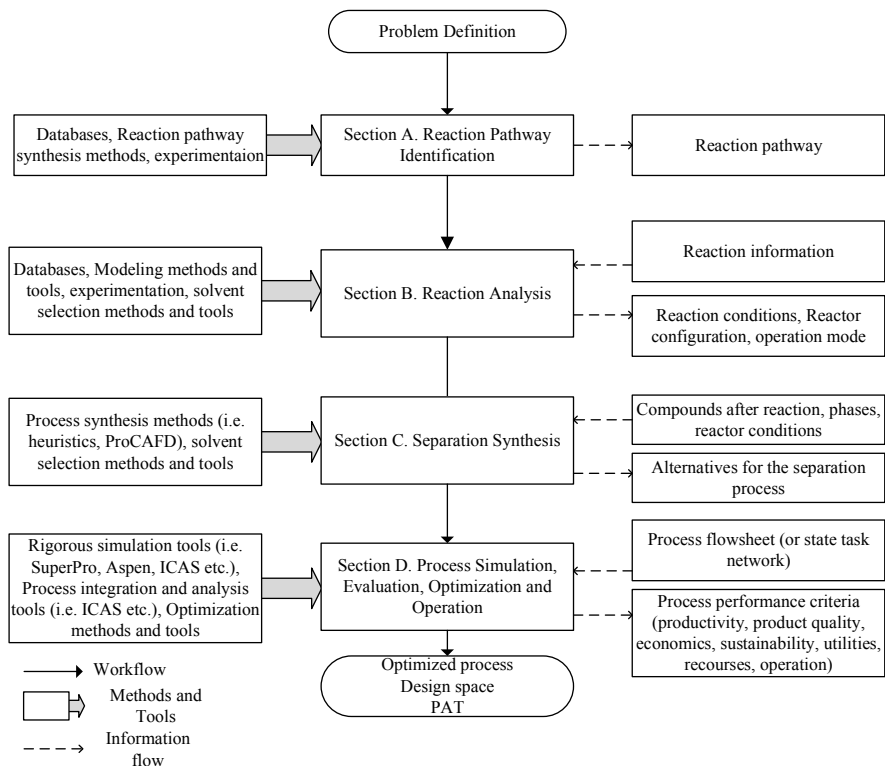 Problem Definition
Databases, Reaction pathway
synthesis methods, experimentaion
Section A. Reaction Pathway
Identification
Reaction pathway
Databases, Modeling methods and
tools, experimentation, solvent
selection methods and tools
Section B. Reaction Analysis
Reaction information
Reaction conditions, Reactor
configuration, operation mode
Process synthesis methods (i.e.
heuristics, ProCAFD), solvent
selection methods and tools
Section C. Separation Synthesis
Compounds after reaction, phases,
reactor conditions
Alternatives for the separation
process
Rigorous simulation tools (i.e.
SuperPro, Aspen, ICAS etc.),
Process integration and analysis
tools (i.e. ICAS etc.), Optimization
methods and tools
Section D. Process Simulation,
Evaluation, Optimization and
Operation
Process flowsheet (or state task
network)
Process performance criteria
(productivity, product quality,
economics, sustainability, utilities,
recourses, operation)
Optimized process
Design space
PAT
Workflow
Methods and
Tools
Information
flow